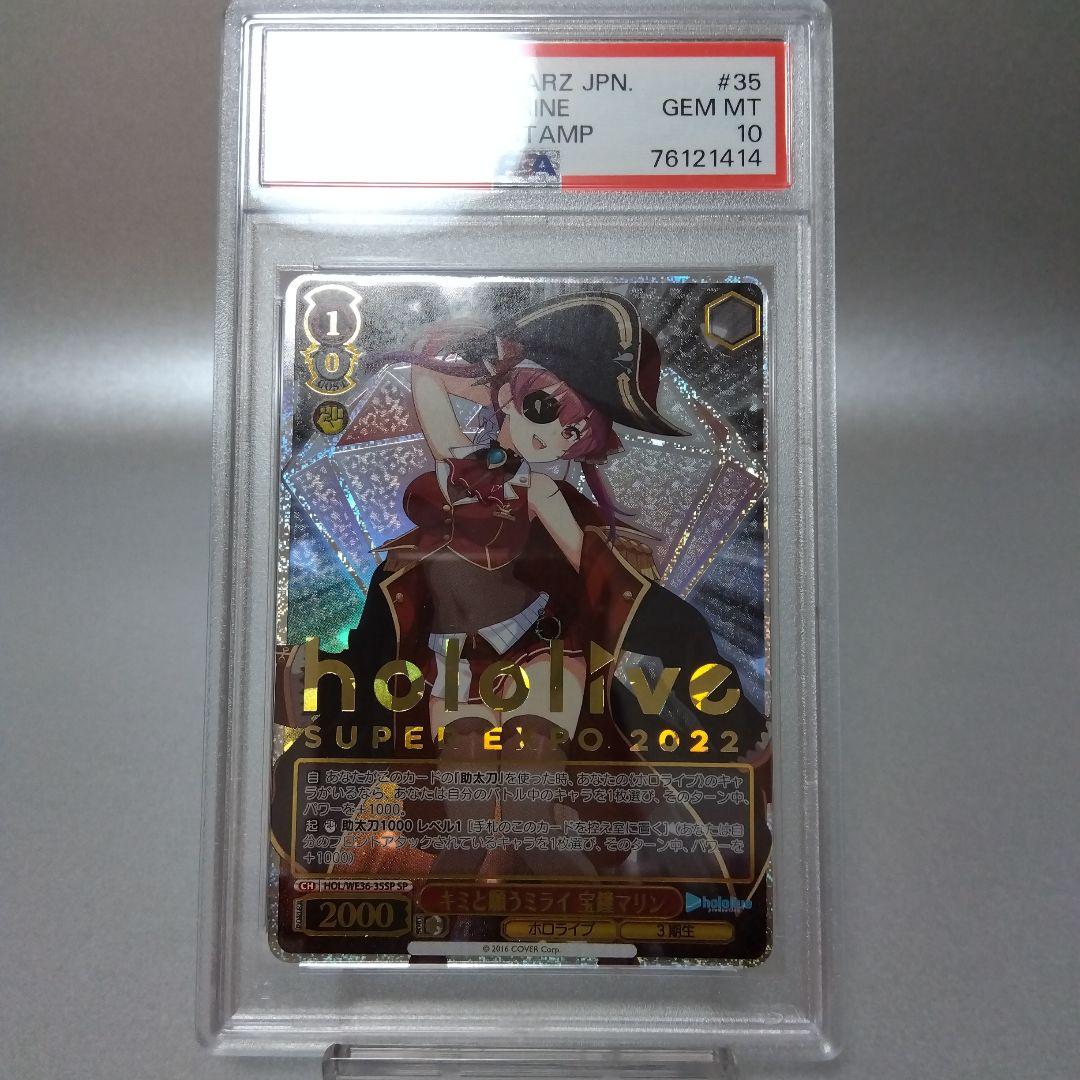 ARZ JPN. #35
INE GEM MT
TAMP 10
76121414
1
0
COST
hololive
SUPER EXPO 2022
自 あなたがこのカードの「助太刀」を使った時、あなたの《ホロライブ》のキャ
ラがいるなら、あなたは自分のバトル中のキャラを1枚選び、そのターン中、
パワーを+1000。
起 助太刀1000 レベル1 [手札のこのカードを控え室に置く] (あなたは自
分のフロントアタックされているキャラを1枚選び、そのターン中、パワーを
+1000)
CH HOL/WE36-35SP SP
2000
キミと願うミライ 宝鐘マリン
hololive
production
ホロライブ 3期生
© 2016 COVER Corp.